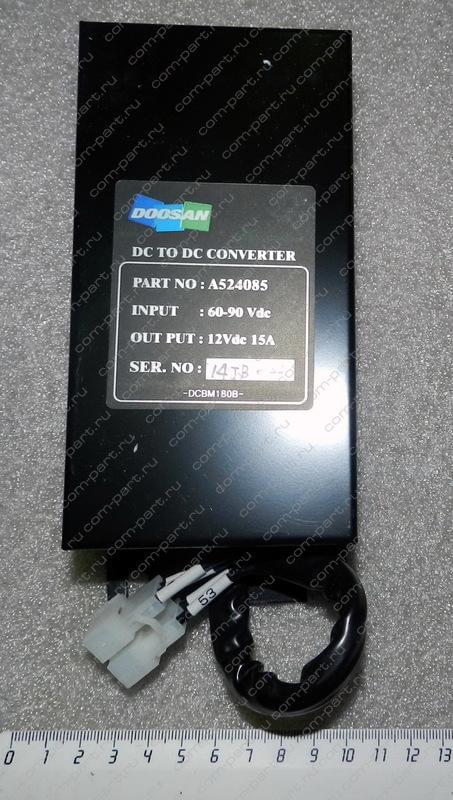 DOOSAN
DC TO DC CONVERTER
PART NO : A524085
INPUT : 60-90 Vdc
OUT PUT : 12Vdc 15A
SER. NO :
-DCBM180B-
53
0 1 2 3 4 5 6 7 8 9 10 11 12 13
com-part.ru